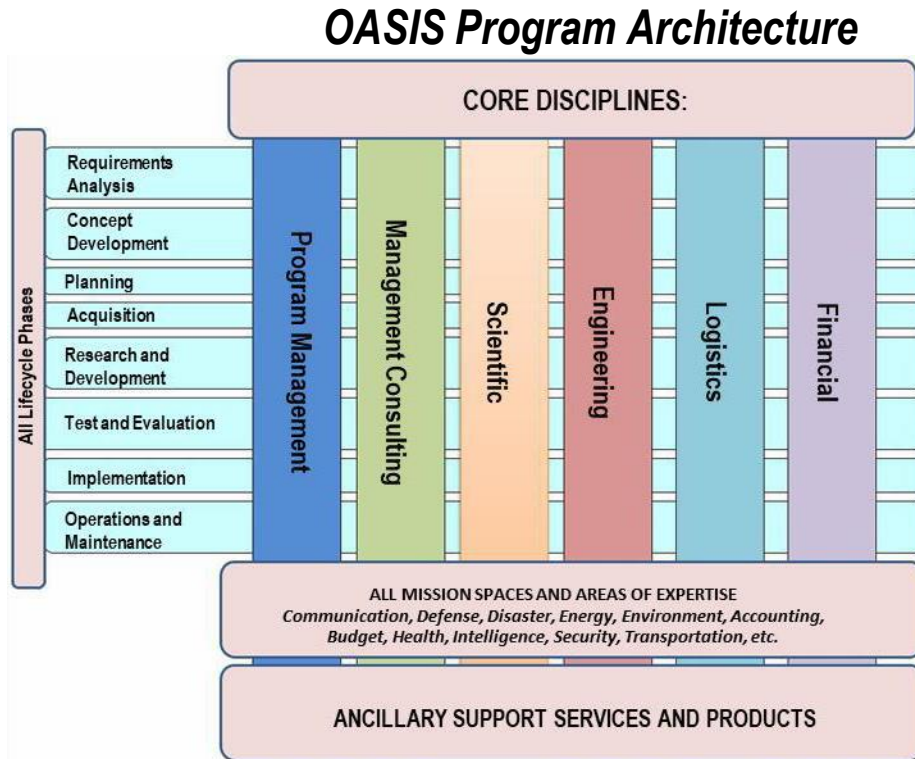 OASIS Program Architecture
CORE DISCIPLINES:
All Lifecycle Phases
Requirements
Analysis
Concept
Development
Planning
Acquisition
Research and
Development
Test and Evaluation
Implementation
Operations and
Maintenance
Program Management
Management Consulting
Scientific
Engineering
Logistics
Financial
ALL MISSION SPACES AND AREAS OF EXPERTISE
Communication, Defense, Disaster, Energy, Environment, Accounting,
Budget, Health, Intelligence, Security, Transportation, etc.
ANCILLARY SUPPORT SERVICES AND PRODUCTS